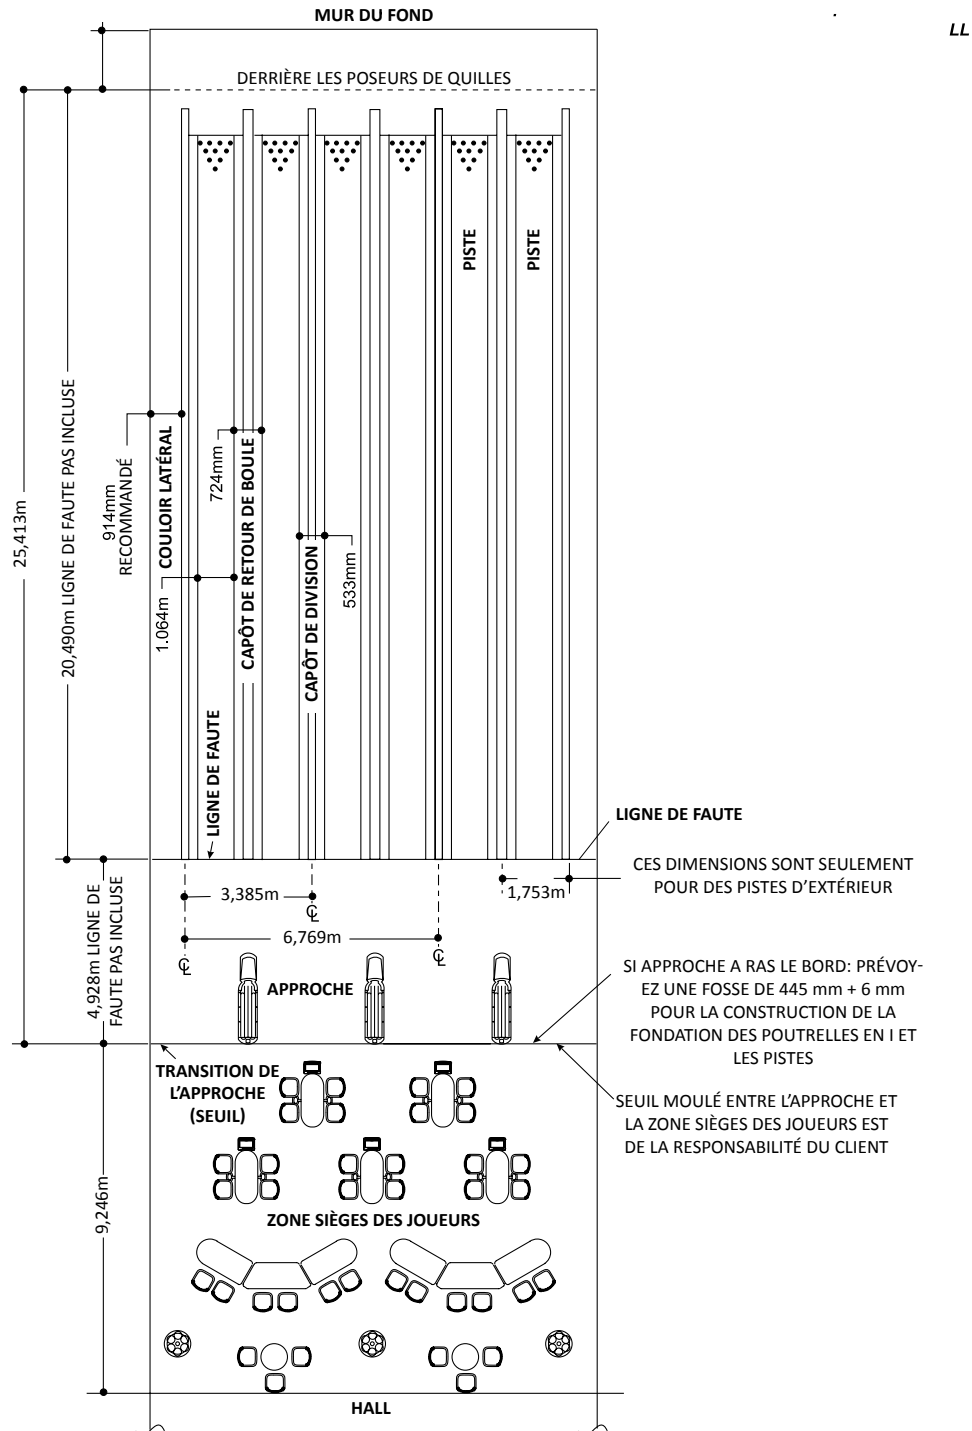 MUR DU FOND
LL
DERRIÈRE LES POSEURS DE QUILLES
PISTE
PISTE
25,413m
20,490m LIGNE DE FAUTE PAS INCLUSE
914mm
RECOMMANDÉ
COULOIR LATÉRAL
1.064m
724mm
CAPÔT DE RETOUR DE BOULE
CAPÔT DE DIVISION
533mm
LIGNE DE FAUTE
LIGNE DE FAUTE
CES DIMENSIONS SONT SEULEMENT
POUR DES PISTES D’EXTÉRIEUR
3,385m
1,753m
6,769m
4,928m LIGNE DE
FAUTE PAS INCLUSE
APPROCHE
SI APPROCHE A RAS LE BORD: PRÉVOY-
EZ UNE FOSSE DE 445 mm + 6 mm
POUR LA CONSTRUCTION DE LA
FONDATION DES POUTRELLES EN I ET
LES PISTES
TRANSITION DE
L’APPROCHE
(SEUIL)
SEUIL MOULÉ ENTRE L’APPROCHE ET
LA ZONE SIÈGES DES JOUEURS EST
DE LA RESPONSABILITÉ DU CLIENT
9,246m
ZONE SIÈGES DES JOUEURS
HALL